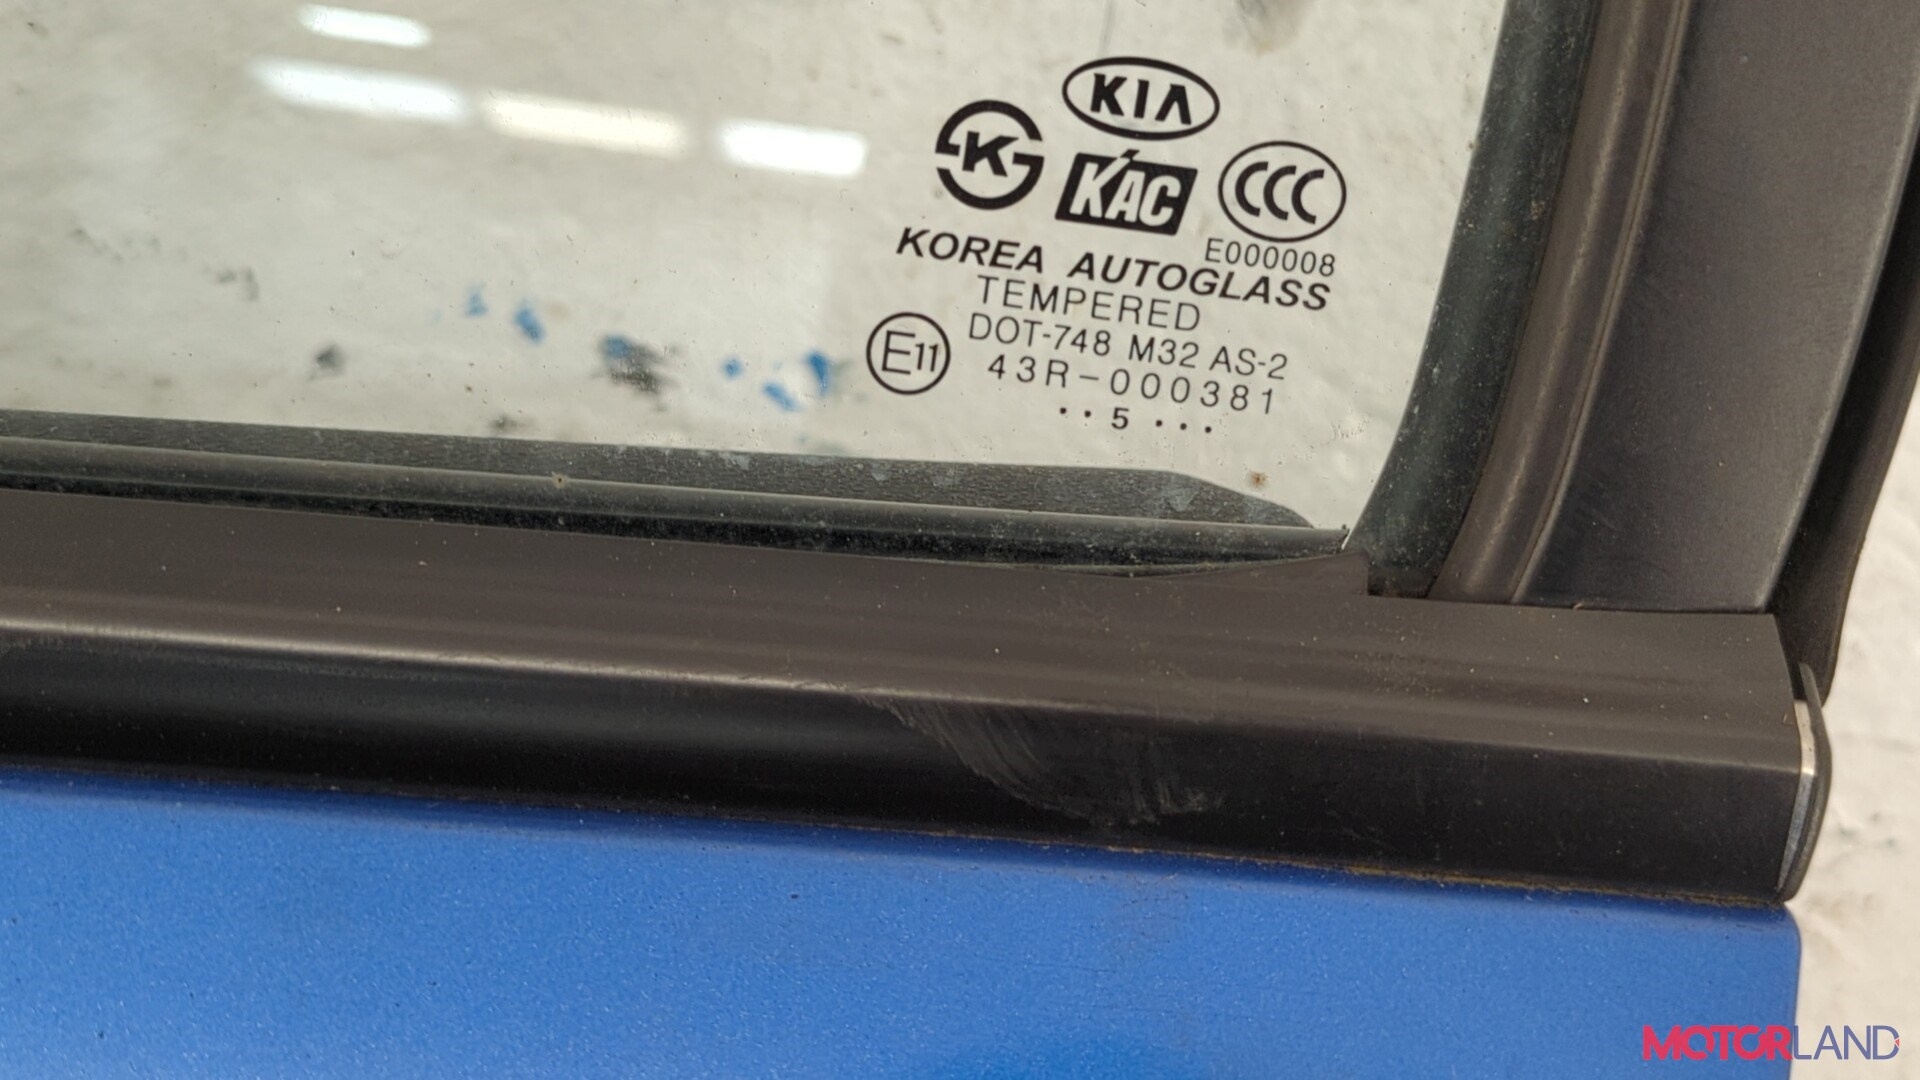 KIA
K
KAC
CCC
E000008
KOREA AUTOGLASS
TEMPERED
DOT-748 M32 AS-2
E11
43R-000381
··5···
MOTORLAND